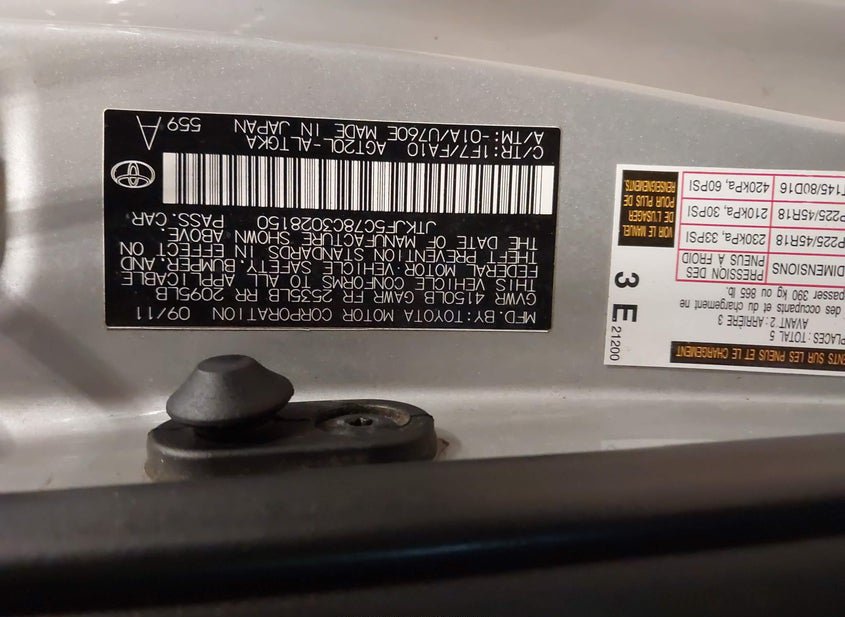 MFD. BY: TOYOTA MOTOR CORPORATION 09/11
GVWR 4150LB GAWR FR 2535LB RR 2095LB
THIS VEHICLE CONFORMS TO ALL APPLICABLE
FEDERAL MOTOR VEHICLE SAFETY, BUMPER, AND
THEFT PREVENTION STANDARDS IN EFFECT ON
THE DATE OF MANUFACTURE SHOWN ABOVE.
JTKJF5C78C3028150 PASS. CAR
C/TR:1F7/FA10 AGT20L-ALTGKA
A/TM:-01A/U760E MADE IN JAPAN
A 559
SUR LES PNEUS ET LE CHARGEMENT
PLACES: TOTAL 5
AVANT 2: ARRIÈRE 3
des occupants et du chargement ne
390 kg ou 865 lb.
DIMENSIONS PRESSION DES PNEUS A FROID
P225/45R18 230kPa, 33PSI
P225/45R18 210kPa, 30PSI
T145/80D16 420kPa, 60PSI
VOIR LE MANUEL
DE L'USAGER
POUR PLUS DE
RENSEIGNEMENTS
3 E 21200